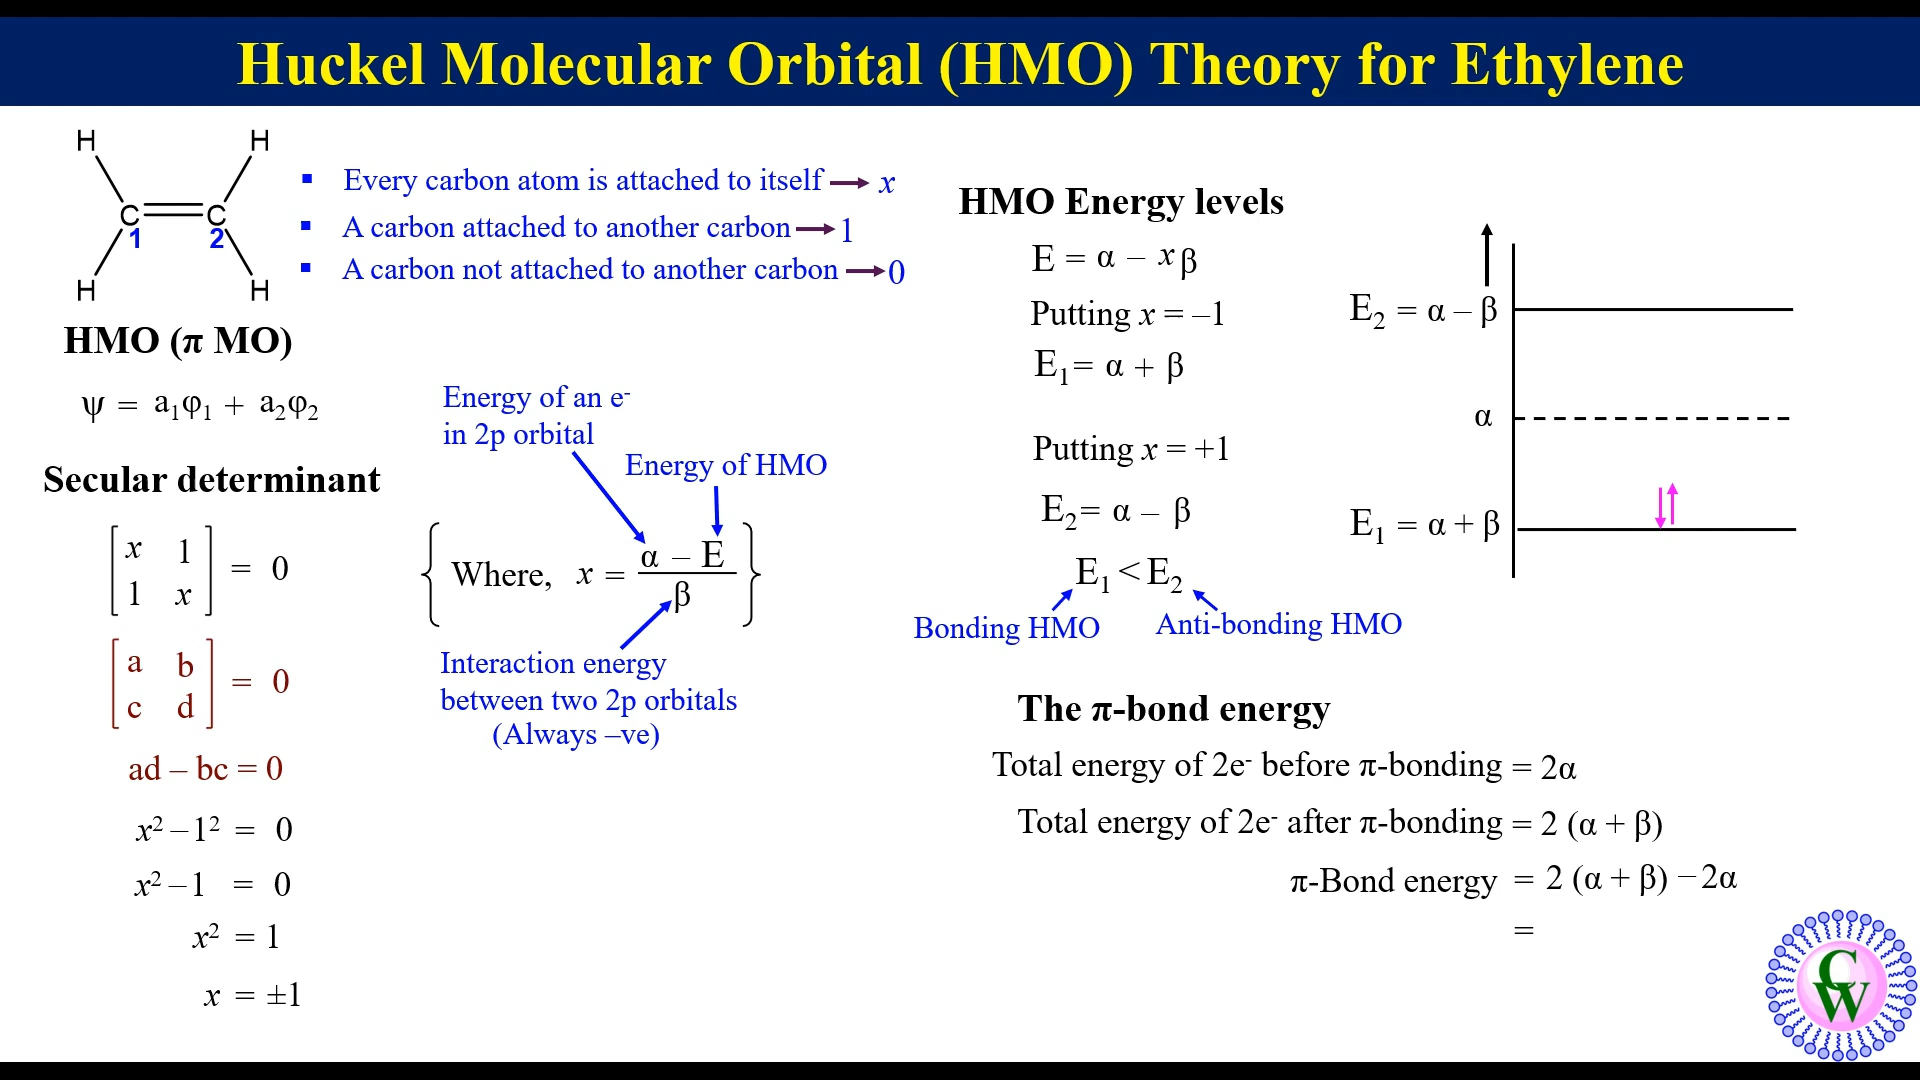 Huckel Molecular Orbital (HMO) Theory for Ethylene
H H
C C
1 2
H H
▪ Every carbon atom is attached to itself → x
▪ A carbon attached to another carbon → 1
▪ A carbon not attached to another carbon → 0
HMO (π MO)
ψ = a₁φ₁ + a₂φ₂
Secular determinant
x 1
1 x
= 0
a b
c d
= 0
ad – bc = 0
x² – 1² = 0
x² – 1 = 0
x² = 1
x = ±1
Energy of an e⁻
in 2p orbital
Energy of HMO
{ Where, x = (α – E) / β }
Interaction energy
between two 2p orbitals
(Always –ve)
HMO Energy levels
E = α – xβ
Putting x = –1
E₁ = α + β
Putting x = +1
E₂ = α – β
E₁ < E₂
Bonding HMO
Anti-bonding HMO
E₂ = α – β
α
E₁ = α + β
The π-bond energy
Total energy of 2e⁻ before π-bonding = 2α
Total energy of 2e⁻ after π-bonding = 2 (α + β)
π-Bond energy = 2 (α + β) – 2α
=
CW